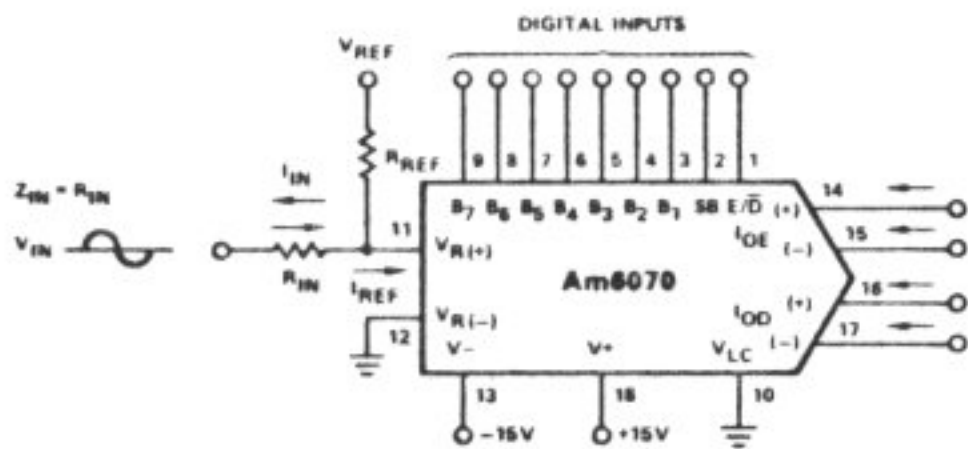 DIGITAL INPUTS
VREF
RREF
9 8 7 6 5 4 3 2 1
IIN
ZIN = RIN
VIN
RIN
IREF
11
12
B7 B6 B5 B4 B3 B2 B1 SB E/D̅
VR(+)
VR(-)
Am6070
IOE (+) (-)
IOD (+) (-)
14
15
16
17
V- V+ VLC
13 18 10
-15V +15V